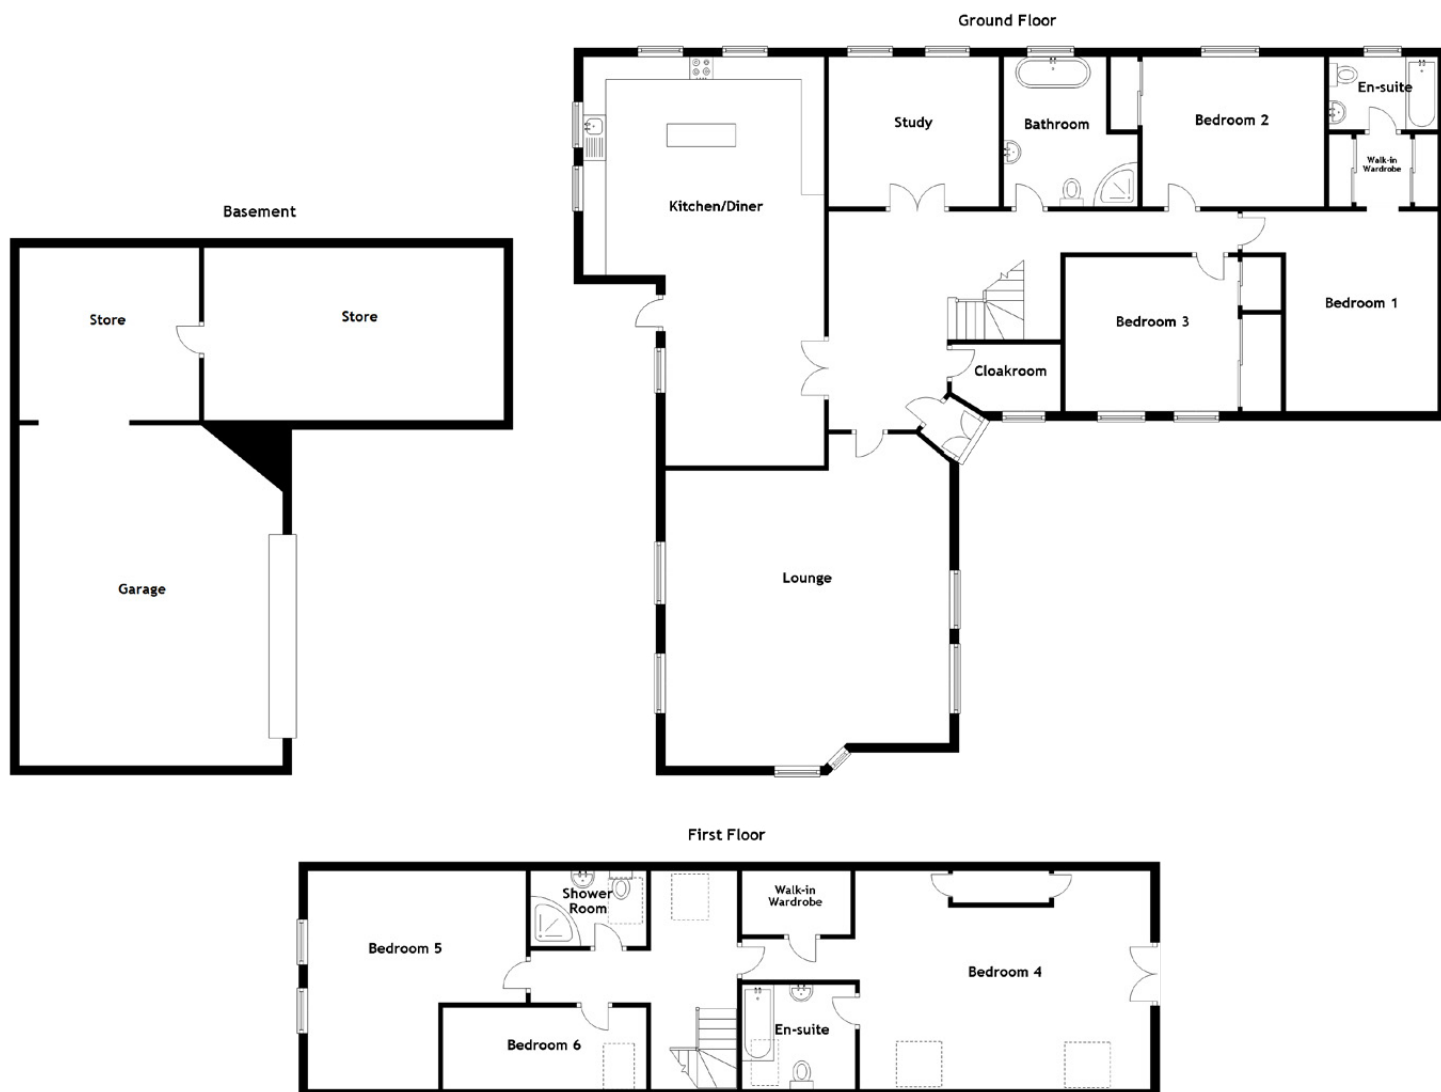 Ground Floor
Kitchen/Diner
Study
Bathroom
Bedroom 2
En-suite
Walk-in
Wardrobe
Bedroom 3
Bedroom 1
Cloakroom
Lounge
Basement
Store
Store
Garage
First Floor
Bedroom 5
Shower
Room
Bedroom 6
Walk-in
Wardrobe
En-suite
Bedroom 4